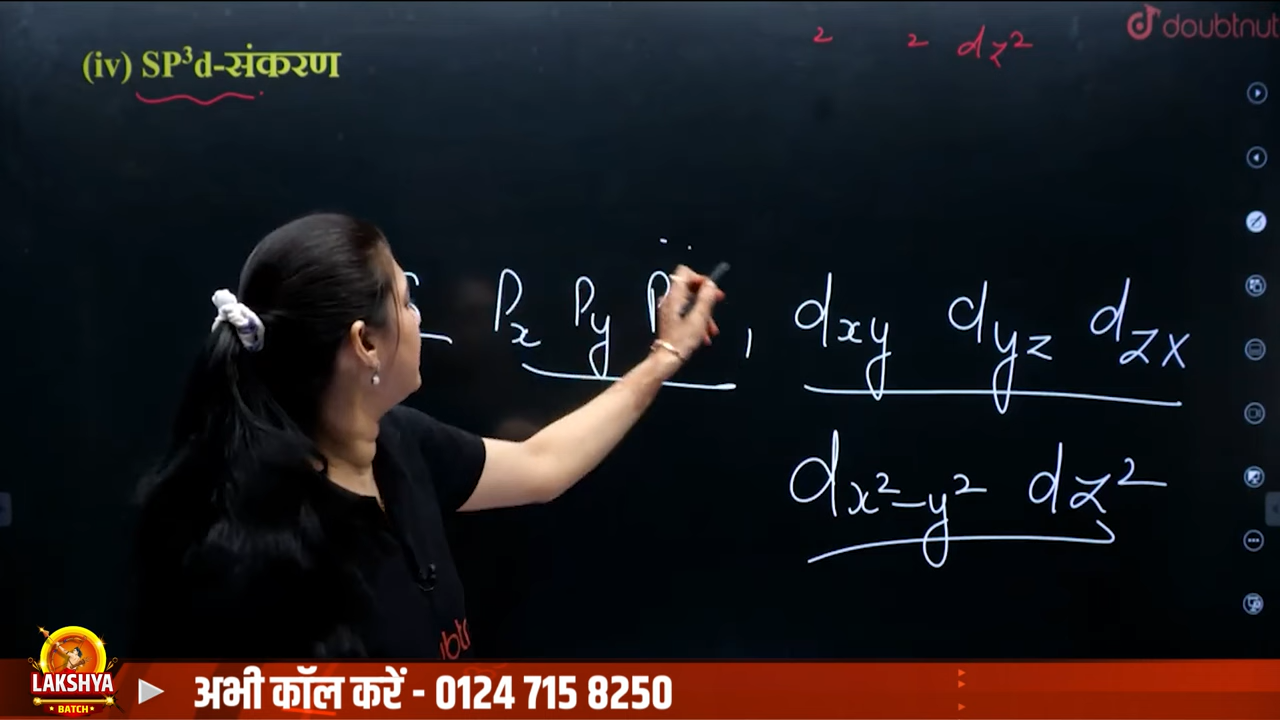 (iv) SP³d-संकरण
² ² dz²
doubtnut
Px Py P , dxy dyz dzx
dx²-y² dz²
LAKSHYA
BATCH
अभी कॉल करें - 0124 715 8250